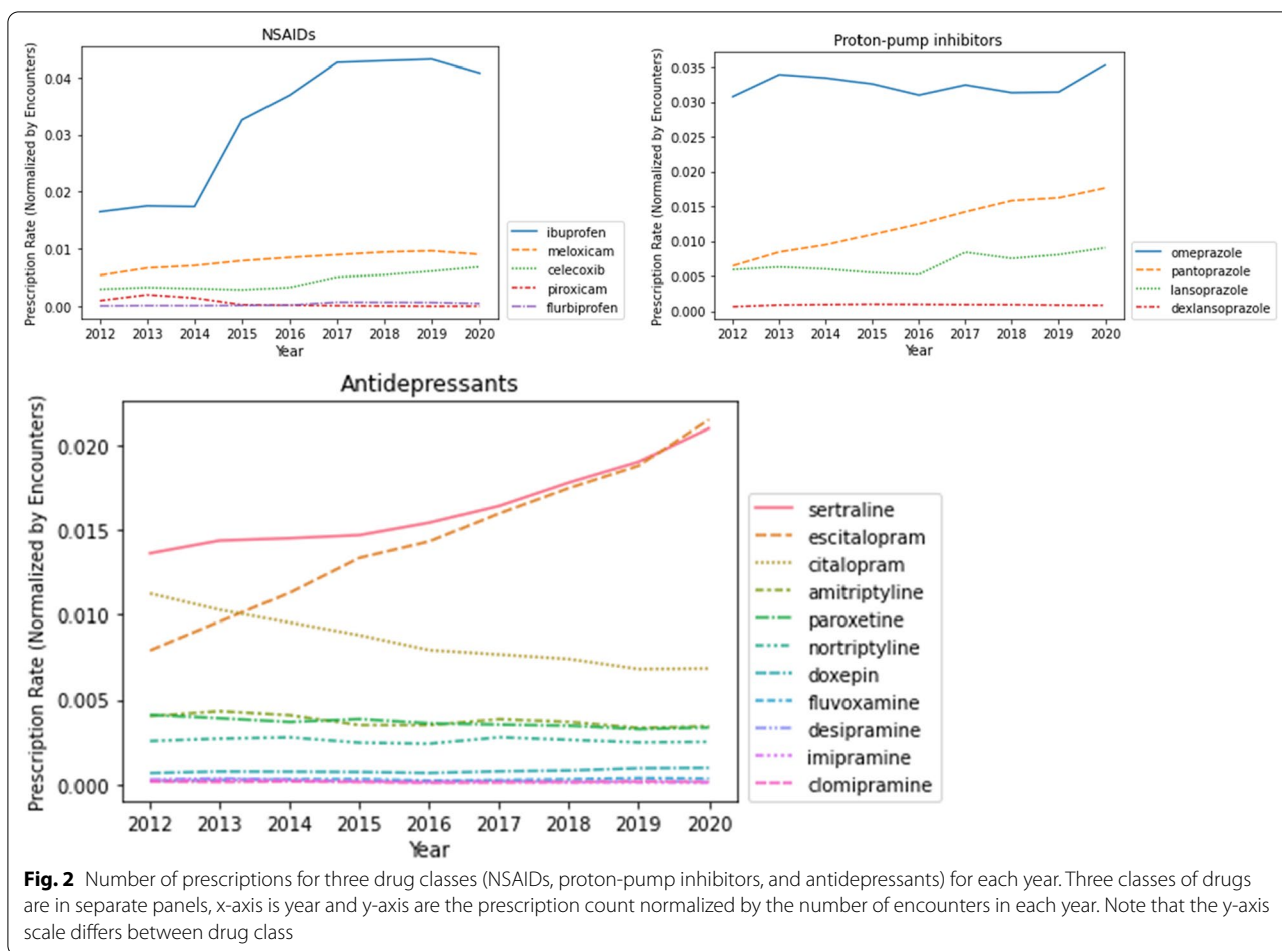 NSAIDs
Prescription Rate (Normalized by Encounters)
0.04
0.03
0.02
0.01
0.00
2012 2013 2014 2015 2016 2017 2018 2019 2020
Year
ibuprofen
meloxicam
celecoxib
piroxicam
flurbiprofen
Proton-pump inhibitors
Prescription Rate (Normalized by Encounters)
0.035
0.030
0.025
0.020
0.015
0.010
0.005
0.000
2012 2013 2014 2015 2016 2017 2018 2019 2020
Year
omeprazole
pantoprazole
lansoprazole
dexlansoprazole
Antidepressants
Prescription Rate (Normalized by Encounters)
0.020
0.015
0.010
0.005
0.000
2012 2013 2014 2015 2016 2017 2018 2019 2020
Year
sertraline
escitalopram
citalopram
amitriptyline
paroxetine
nortriptyline
doxepin
fluvoxamine
desipramine
imipramine
clomipramine
Fig. 2 Number of prescriptions for three drug classes (NSAIDs, proton-pump inhibitors, and antidepressants) for each year. Three classes of drugs
are in separate panels, x-axis is year and y-axis are the prescription count normalized by the number of encounters in each year. Note that the y-axis
scale differs between drug class